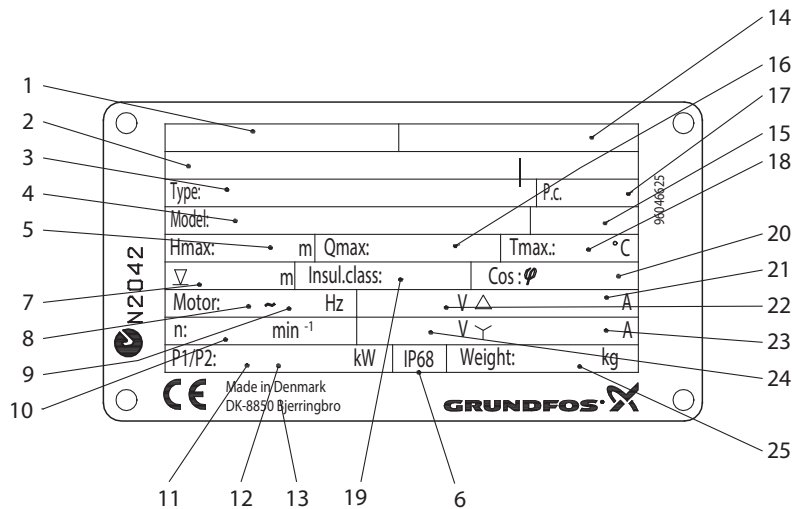 14
16
1
17
2
15
3
18
Type:
P.c.
4
Model:
96046625
5
Hmax: m Qmax: Tmax.: °C
20
m Insul.class: Cos : φ
21
7
Motor: ~ Hz V △ A
22
8
n: min -1 V Y A
23
9
P1/P2: kW IP68 Weight: kg
24
10
N2042
CE Made in Denmark
DK-8850 Bjerringbro
GRUNDFOS
25
11 12 13 19 6